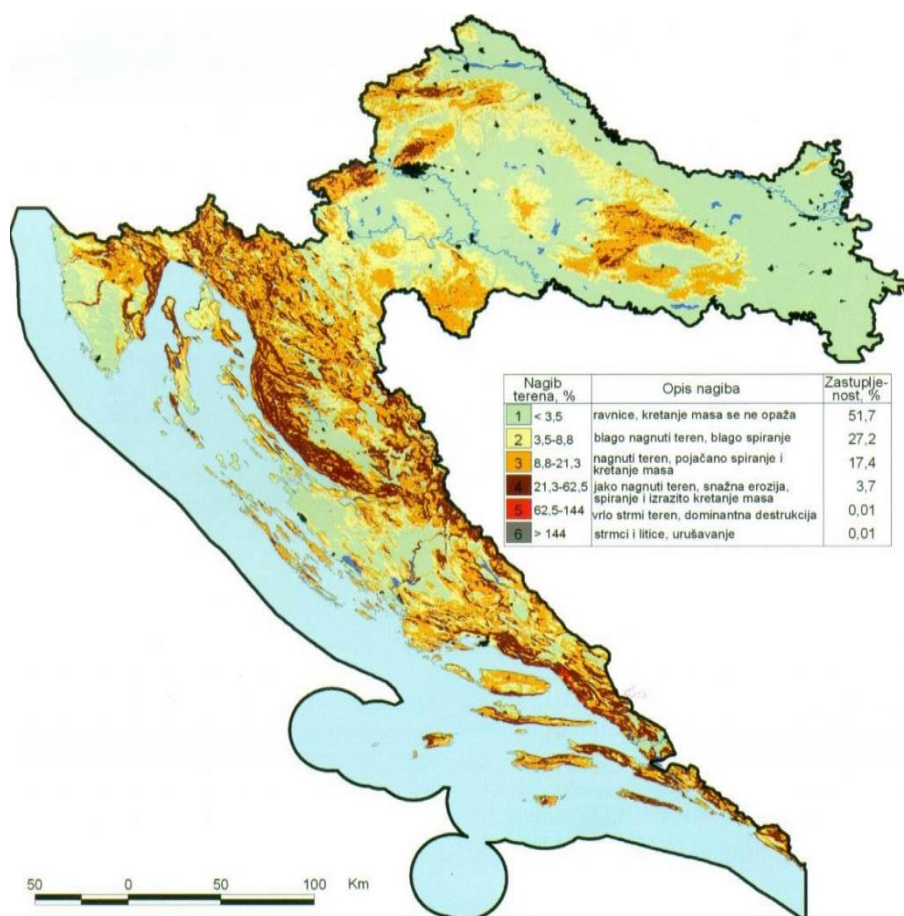 Nagib terena, %
Opis nagiba
Zastuplje-
nost, %
1 < 3,5 ravnice, kretanje masa se ne opaža 51,7
2 3,5-8,8 blago nagnuti teren, blago spiranje 27,2
3 8,8-21,3 nagnuti teren, pojačano spiranje i
kretanje masa 17,4
4 21,3-62,5 jako nagnuti teren, snažna erozija,
spiranje i izrazito kretanje masa 3,7
5 62,5-144 vrlo strmi teren, dominantna destrukcija 0,01
6 > 144 strmci i litice, urušavanje 0,01
50 0 50 100 Km